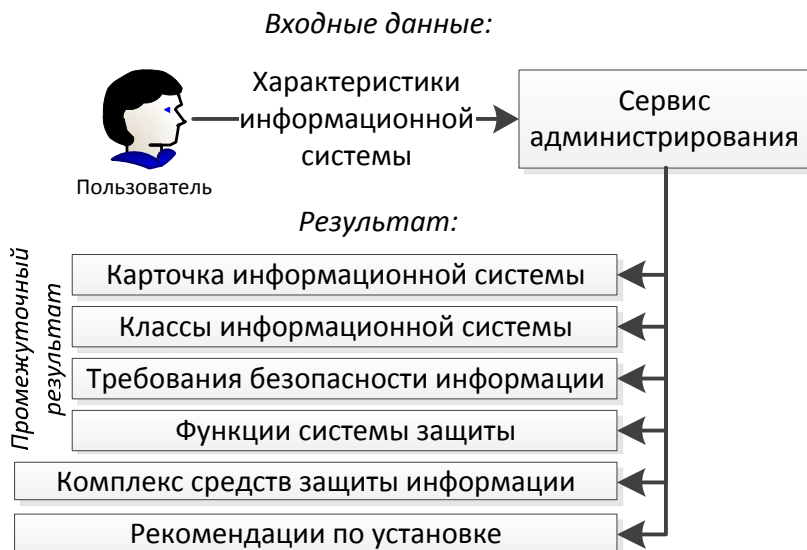 Входные данные:
Характеристики
информационной
системы
Сервис
администрирования
Пользователь
Результат:
Промежуточный
результат
Карточка информационной системы
Классы информационной системы
Требования безопасности информации
Функции системы защиты
Комплекс средств защиты информации
Рекомендации по установке